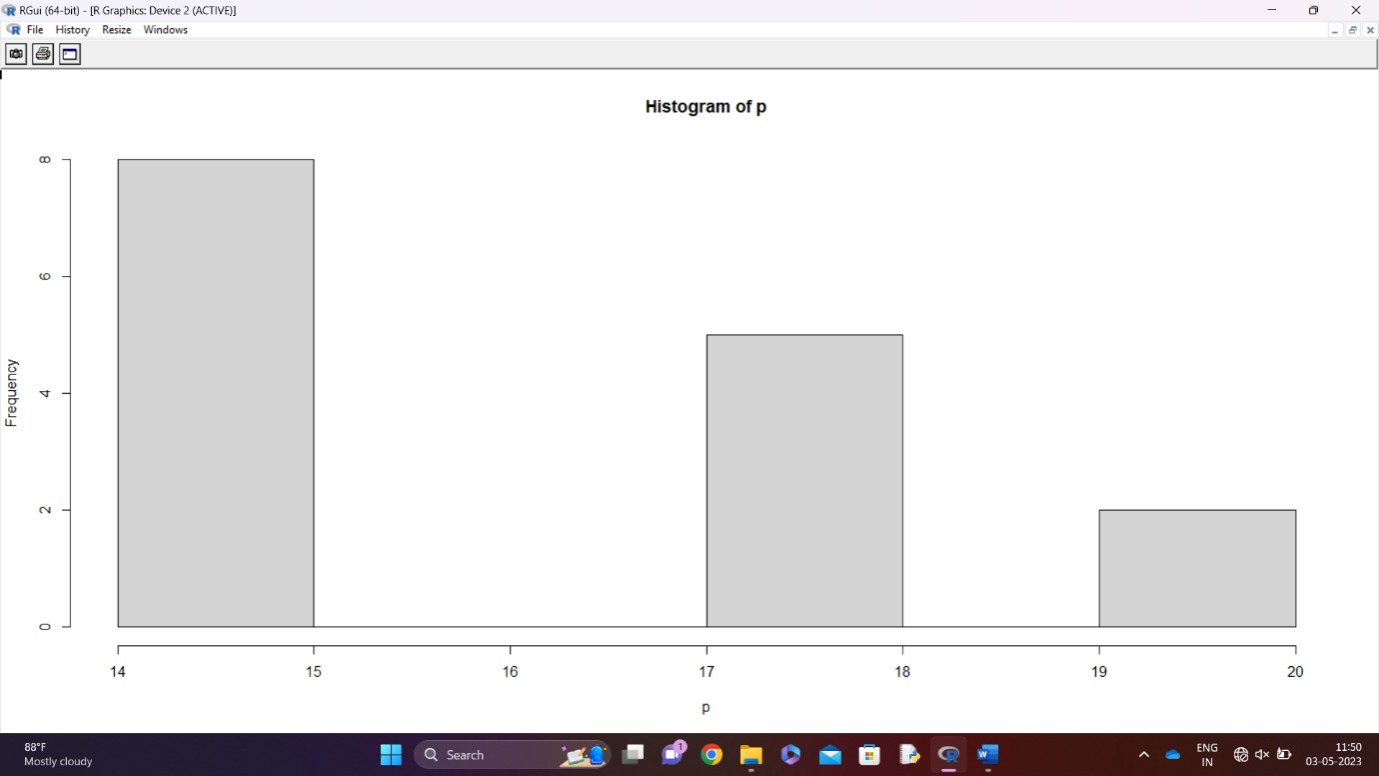 RGui (64-bit) - [R Graphics: Device 2 (ACTIVE)]
File History Resize Windows
Histogram of p
Frequency
8
6
4
2
0
14 15 16 17 18 19 20
p
88°F
Mostly cloudy
Search
1
ENG
IN
11:50
03-05-2023